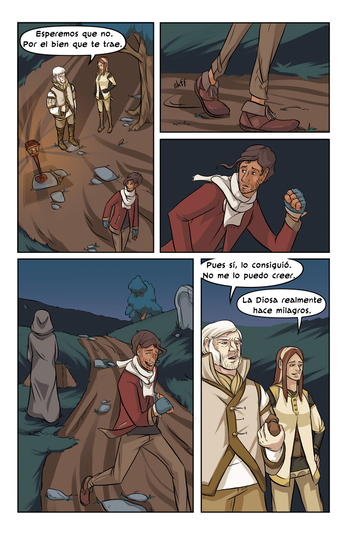 Esperemos que no.
Por el bien que te trae.
Pues sí, lo consiguió.
No me lo puedo creer.
La Diosa realmente
hace milagros.